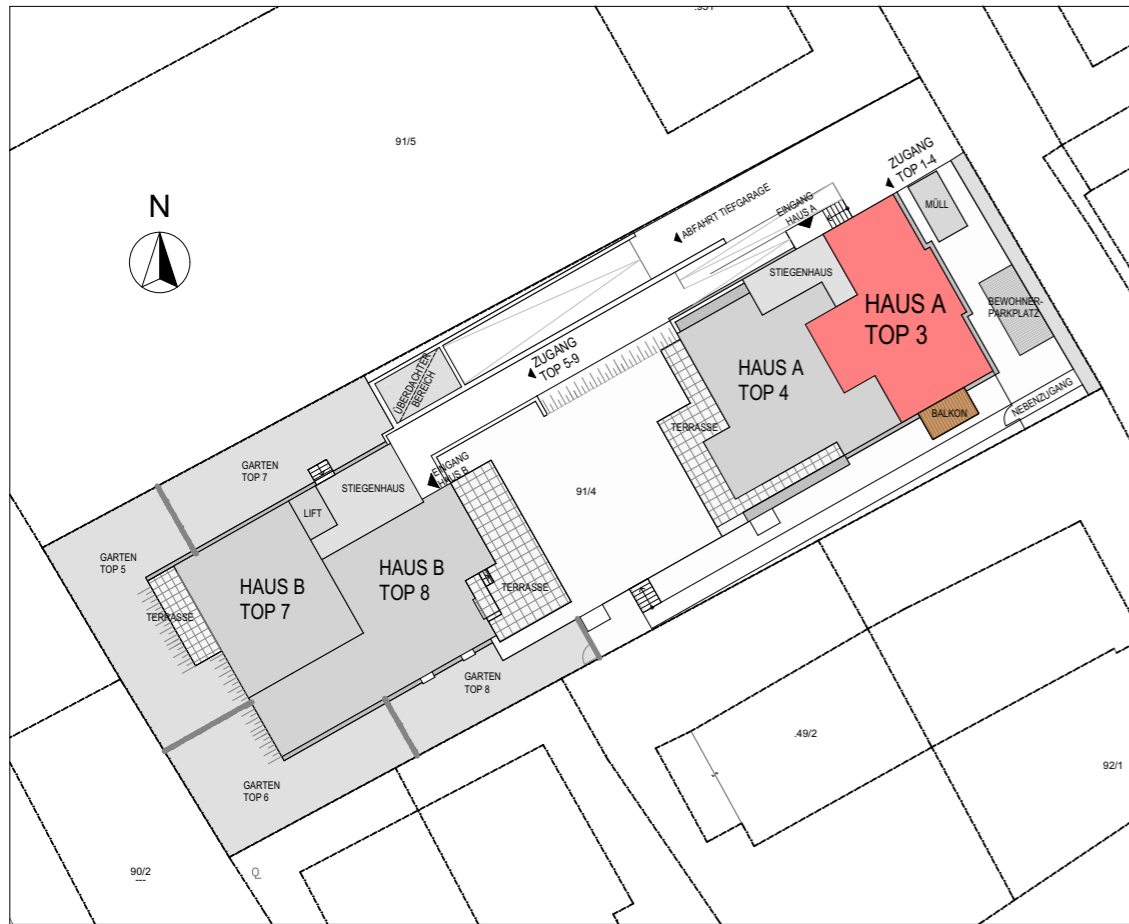 91/5
N
ZUGANG
TOP 1-4
MÜLL
ABFAHRT TIEFGARAGE
EINGANG
HAUS A
STIEGENHAUS
HAUS A
TOP 3
BEWOHNER-
PARKPLATZ
ÜBERDACHTER
BEREICH
ZUGANG
TOP 5-9
HAUS A
TOP 4
TERRASSE
BALKON
NEBENZUGANG
GARTEN
TOP 7
STIEGENHAUS
EINGANG
HAUS B
LIFT
91/4
GARTEN
TOP 5
HAUS B
TOP 7
HAUS B
TOP 8
TERRASSE
TERRASSE
GARTEN
TOP 8
GARTEN
TOP 6
.49/2
92/1
90/2